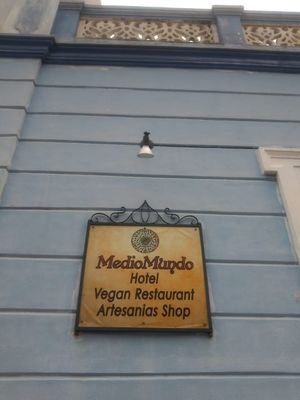 MedioMundo
Hotel
Vegan Restaurant
Artesanias Shop